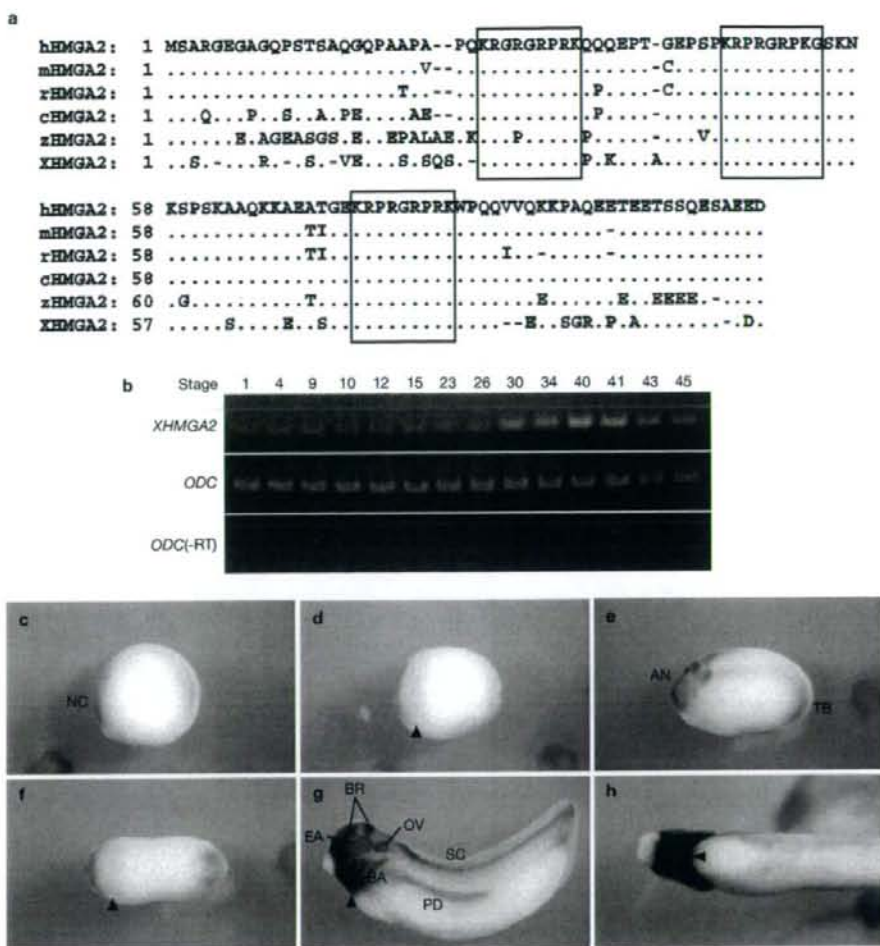 a
hHMGA2: 1 MSARGEGAGQPSTSAQGQPAAPA--PQKRGRGRPRKQQQEPT-GEPSPKRPRGRPKGSKN
mHMGA2: 1 .......................V--...............-C.................
rHMGA2: 1 .....................T...--............P....-C.................
cHMGA2: 1 ...Q...P..S..A.PE...AE--............P....-.................
zHMGA2: 1 ......E.AGEASGS.E..EPALAE.K...P.....P.....-...V.............
XHMGA2: 1 ..S-...R.-.S..VE...S.SQS-..........P.K...A.................
hHMGA2: 58 KSPSKAAQKKAEATGEKRPRGRPRKWPQQVVQKKPAQEETEETSSQESAEED
mHMGA2: 58 .............TI..........................-..........
rHMGA2: 58 .............TI..............I..-......-..........
cHMGA2: 58 ....................................................
zHMGA2: 60 .G...........T....................E......E..EEEE.-...
XHMGA2: 57 .....S....E..S................--.E...SGR.P.A.......-.D.
b Stage 1 4 9 10 12 15 23 26 30 34 40 41 43 45
XHMGA2
ODC
ODC(-RT)
c
NC
d
e
AN
TB
f
g
BR
OV
EA
SC
BA
PD
h